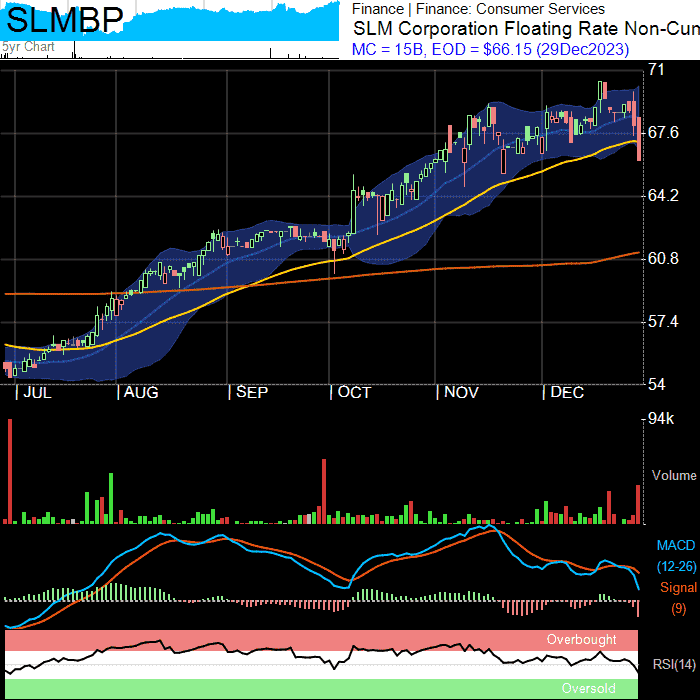 SLMBP
5yr Chart
Finance | Finance: Consumer Services
SLM Corporation Floating Rate Non-Cun
MC = 15B, EOD = $66.15 (29Dec2023)
71
67.6
64.2
60.8
57.4
54
JUL AUG SEP OCT NOV DEC
94k
Volume
MACD
(12-26)
Signal
(9)
Overbought
RSI(14)
Oversold